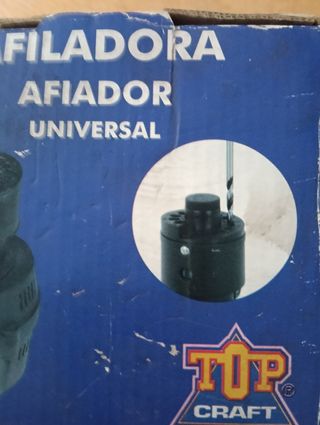 AFILADORA
AFIADOR
UNIVERSAL
TOP
®
CRAFT